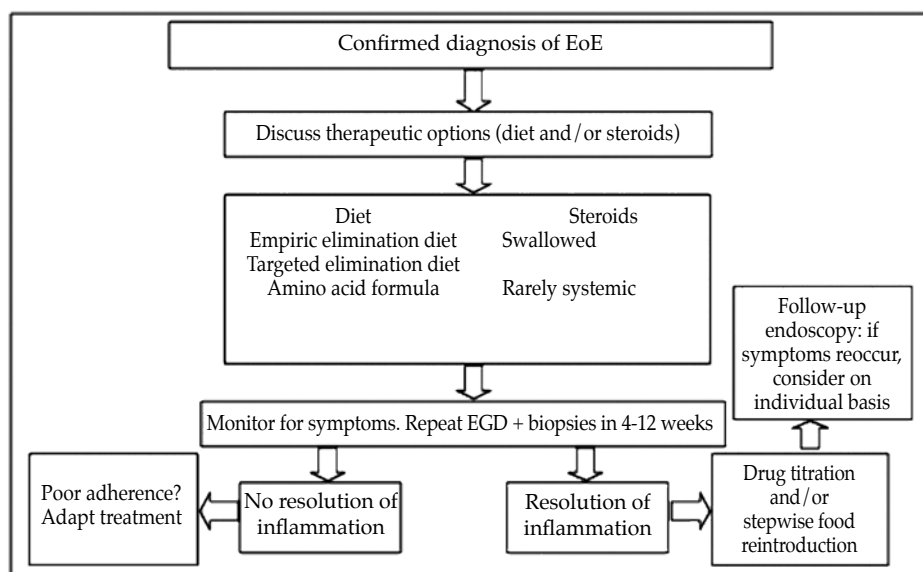 Confirmed diagnosis of EoE
Discuss therapeutic options (diet and/or steroids)
Diet
Steroids
Empiric elimination diet
Swallowed
Targeted elimination diet
Amino acid formula
Rarely systemic
Monitor for symptoms. Repeat EGD + biopsies in 4-12 weeks
No resolution of
inflammation
Poor adherence?
Adapt treatment
Resolution of
inflammation
Drug titration
and/or
stepwise food
reintroduction
Follow-up
endoscopy: if
symptoms reoccur,
consider on
individual basis